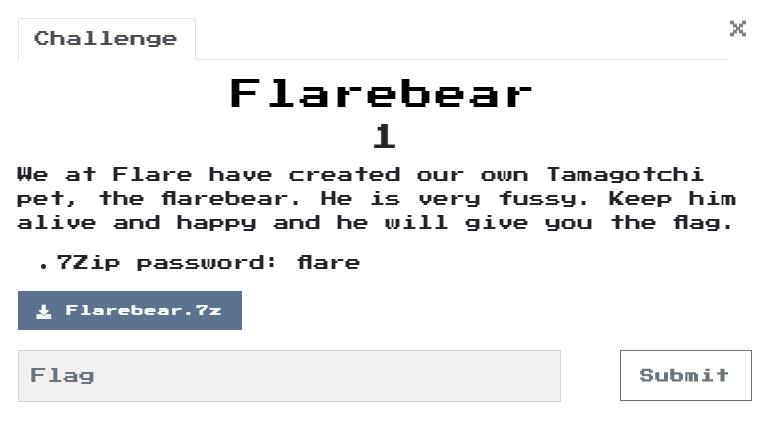 Challenge
x
Flarebear
1
We at Flare have created our own Tamagotchi
pet, the flarebear. He is very fussy. Keep him
alive and happy and he will give you the flag.
. 7Zip password: flare
Flarebear.7z
Flag
Submit